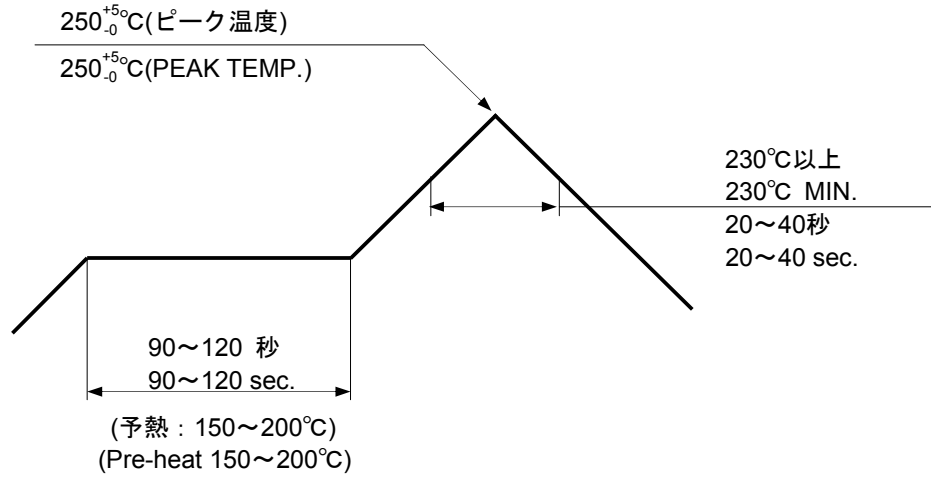 250+5-0℃(ピーク温度)
250+5-0℃(PEAK TEMP.)
230℃以上
230℃ MIN.
20～40秒
20～40 sec.
90～120 秒
90～120 sec.
(予熱：150～200℃)
(Pre-heat 150～200℃)